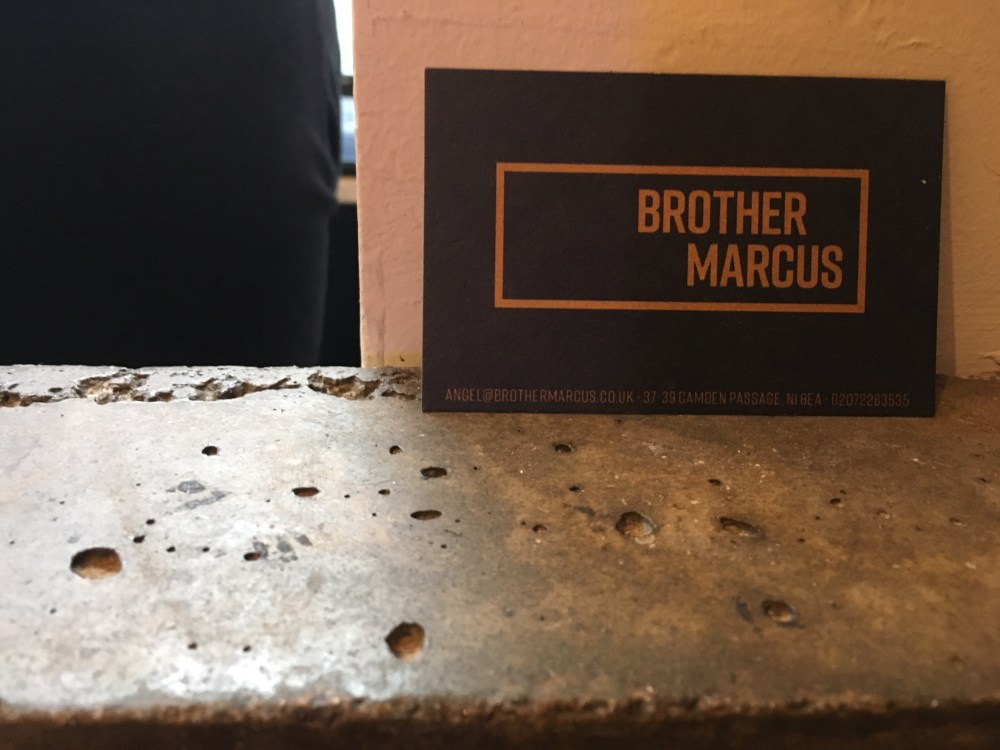 BROTHER
MARCUS
ANGEL@BROTHERMARCUS.CO.UK - 37-39 CAMDEN PASSAGE, N1 8EA - 02072263535